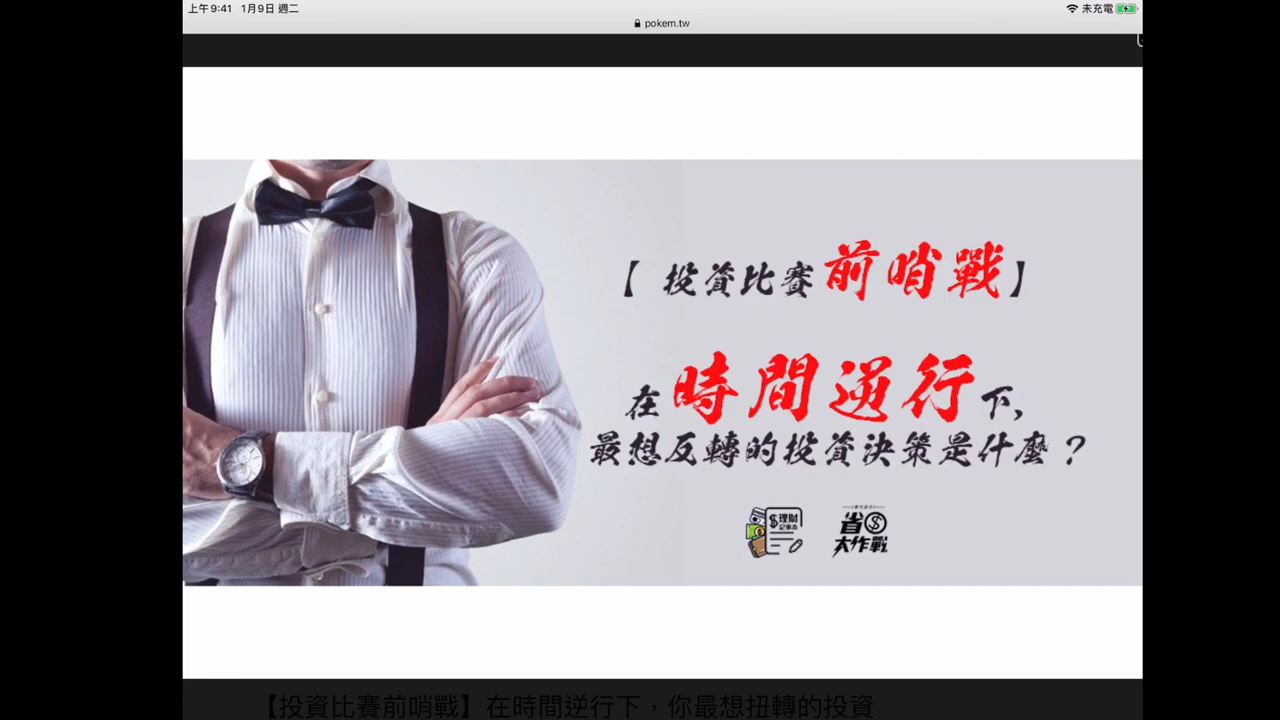 上午9:41 1月9日 週二
未充電
pokem.tw
【投資比賽前哨戰】
在時間逆行下,
最想反轉的投資決策是什麼？
$理財
記事本
省$
大作戰
【投資比賽前哨戰】在時間逆行下，你最想扭轉的投資